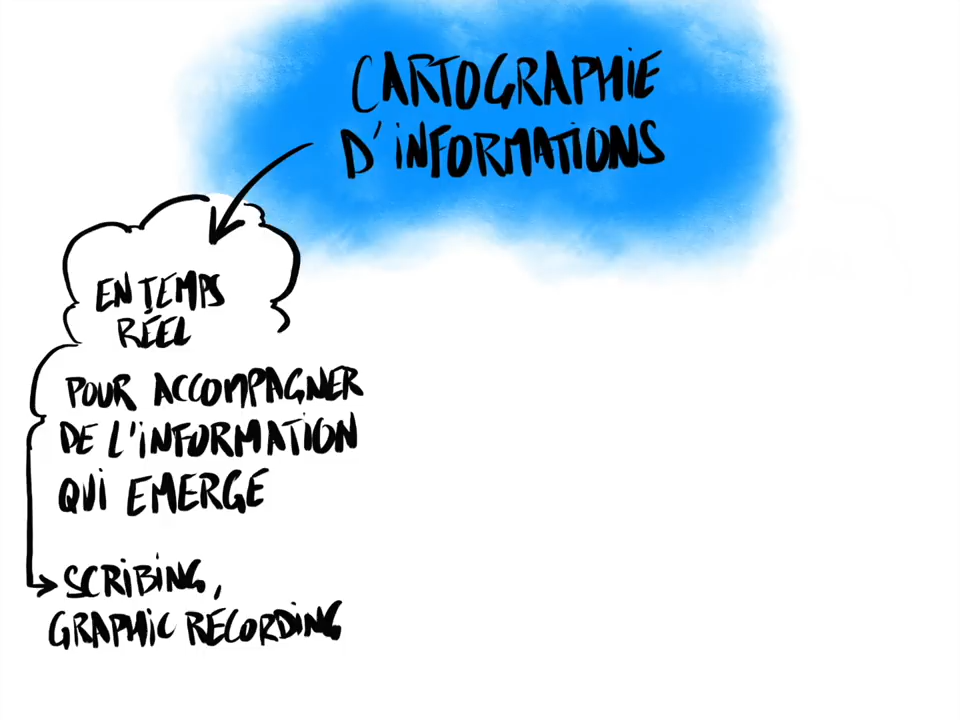 CARTOGRAPHIE
D'INFORMATIONS
EN TEMPS
RÉEL
POUR ACCOMPAGNER
DE L'INFORMATION
QUI EMERGE
SCRIBING,
GRAPHIC RECORDING